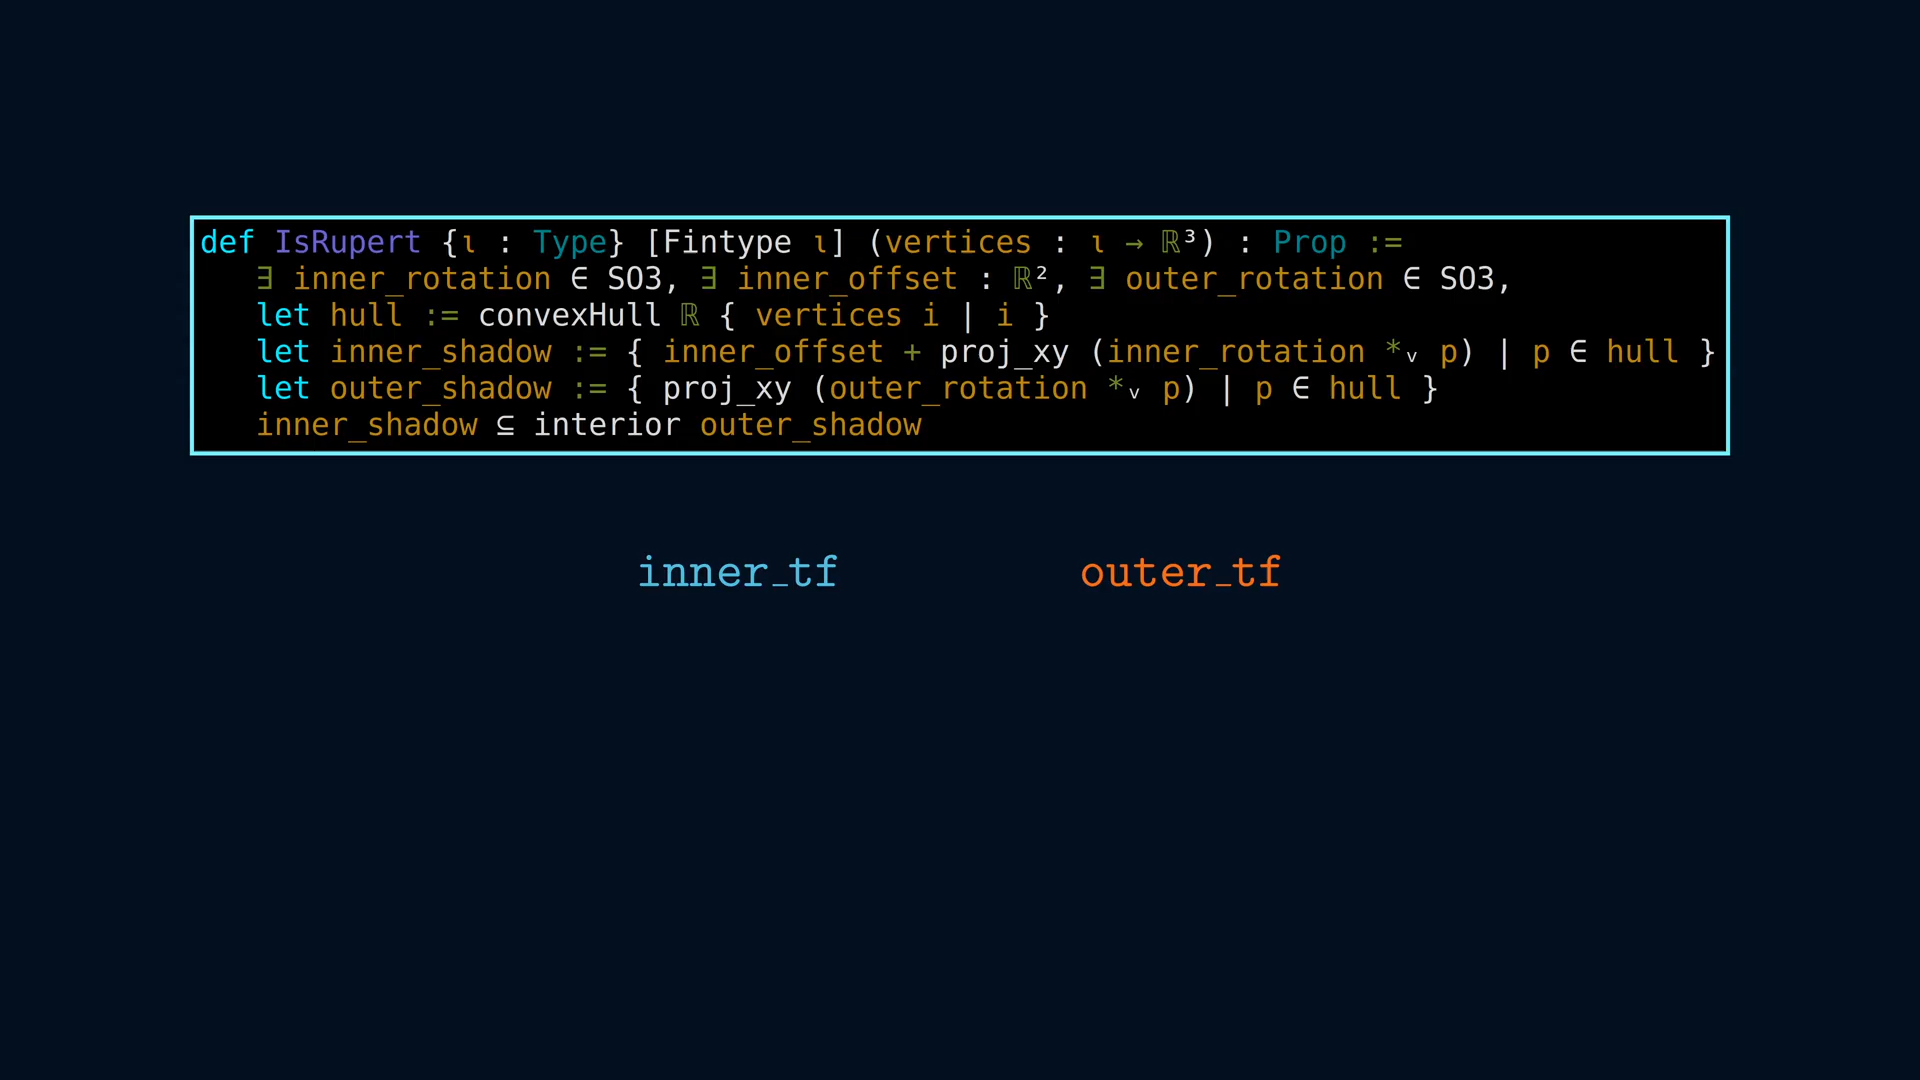 def IsRupert {ι : Type} [Fintype ι] (vertices : ι → ℝ³) : Prop :=
∃ inner_rotation ∈ SO3, ∃ inner_offset : ℝ², ∃ outer_rotation ∈ SO3,
let hull := convexHull ℝ { vertices i | i }
let inner_shadow := { inner_offset + proj_xy (inner_rotation *ᵥ p) | p ∈ hull }
let outer_shadow := { proj_xy (outer_rotation *ᵥ p) | p ∈ hull }
inner_shadow ⊆ interior outer_shadow
inner_tf outer_tf